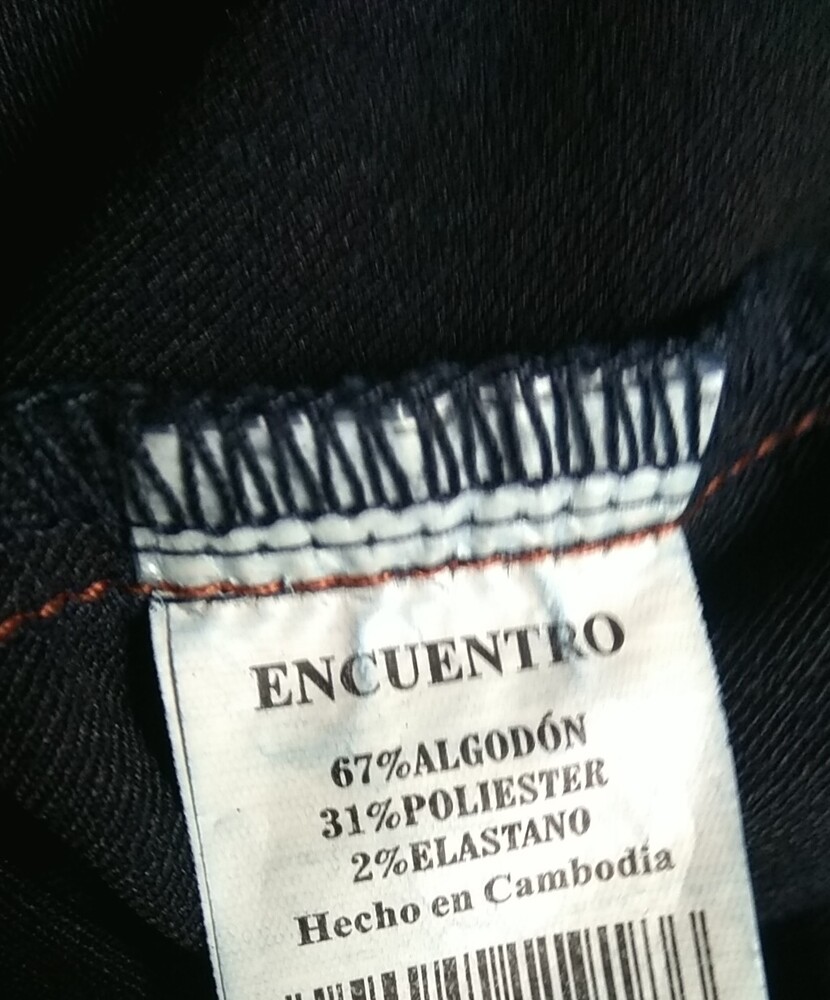 ENCUENTRO
67%ALGODÓN
31%POLIESTER
2%ELASTANO
Hecho en Cambodia